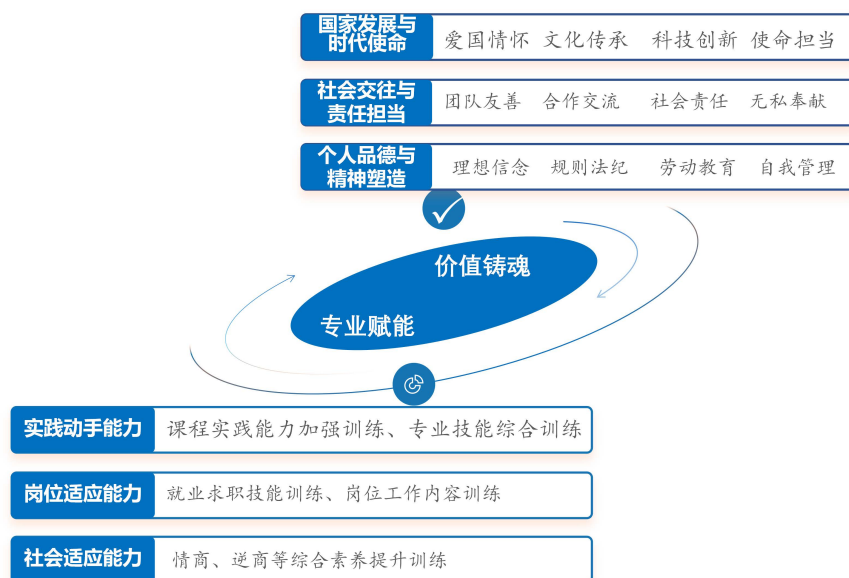 国家发展与
时代使命
爱国情怀 文化传承 科技创新 使命担当
社会交往与
责任担当
团队友善 合作交流 社会责任 无私奉献
个人品德与
精神塑造
理想信念 规则法纪 劳动教育 自我管理
价值铸魂
专业赋能
实践动手能力
课程实践能力加强训练、专业技能综合训练
岗位适应能力
就业求职技能训练、岗位工作内容训练
社会适应能力
情商、逆商等综合素养提升训练